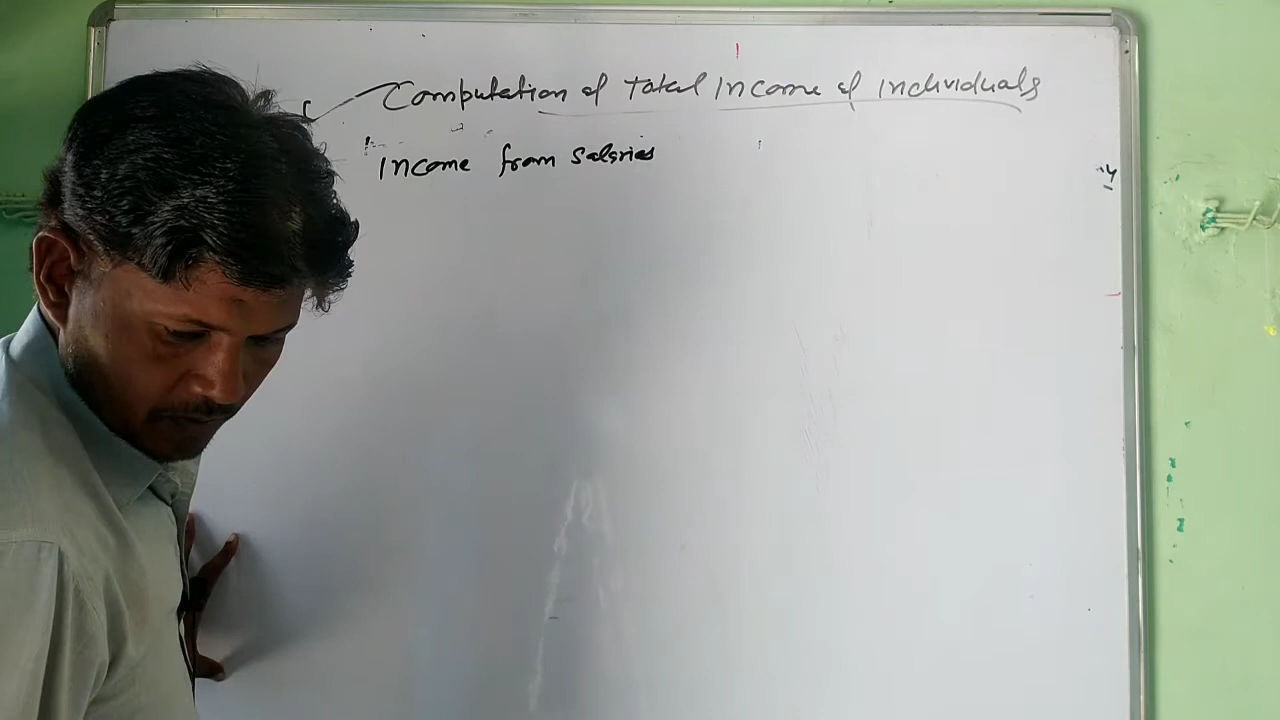 Computation of Total Income of Individuals
Income from Salaries